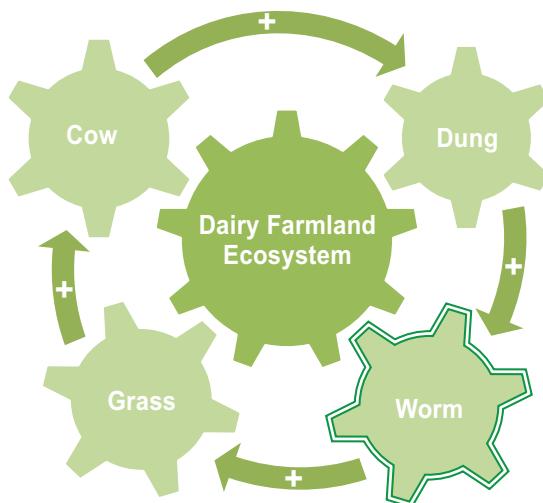 +
Cow
Dung
Dairy Farmland
Ecosystem
+
+
Grass
Worm
+